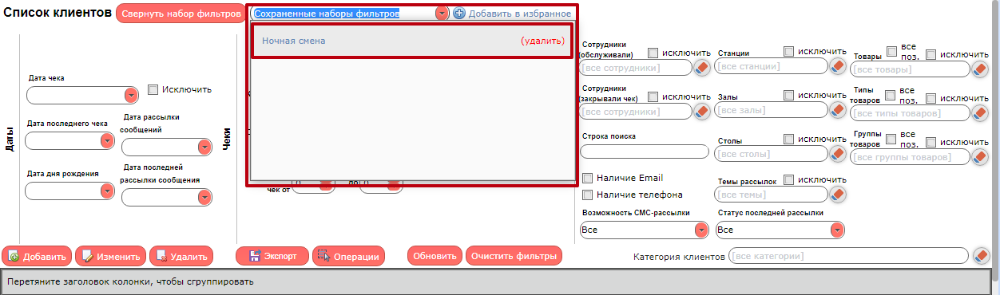 Список клиентов
Свернуть набор фильтров
Сохраненные наборы фильтров
Добавить в избранное
Ночная смена
(удалить)
Даты
Дата чека
Исключить
Дата последнего чека
Дата рассылки
сообщений
Дата дня рождения
Дата последней
рассылки сообщения
Чеки
чек от
до
Сотрудники
(обслуживали)
исключить
[все сотрудники]
Сотрудники
(закрывали чек)
исключить
[все сотрудники]
Строка поиска
Наличие Email
Наличие телефона
Возможность СМС-рассылки
Все
Станции
исключить
[все станции]
Залы
исключить
[все залы]
Столы
исключить
[все столы]
Темы рассылок
исключить
[все темы]
Статус последней рассылки
Все
Товары
все
поз.
исключить
[все товары]
Типы
товаров
все
поз.
исключить
[все типы товаров]
Группы
товаров
все
поз.
исключить
[все группы товаров]
Добавить
Изменить
Удалить
Экспорт
Операции
Обновить
Очистить фильтры
Категория клиентов
[все категории]
Перетяните заголовок колонки, чтобы сгруппировать